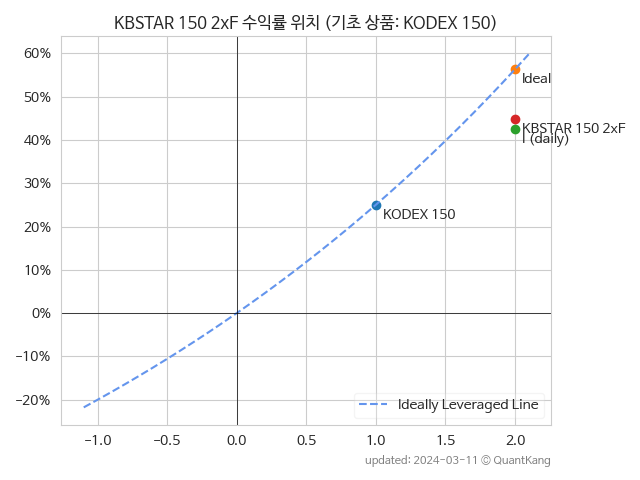 KBSTAR 150 2xF 수익률 위치 (기초 상품: KODEX 150)
60%
Ideal
50%
KBSTAR 150 2xF
40%
I (daily)
30%
KODEX 150
20%
10%
0%
−10%
−20%
Ideally Leveraged Line
−1.0 −0.5 0.0 0.5 1.0 1.5 2.0
updated: 2024-03-11 © QuantKang